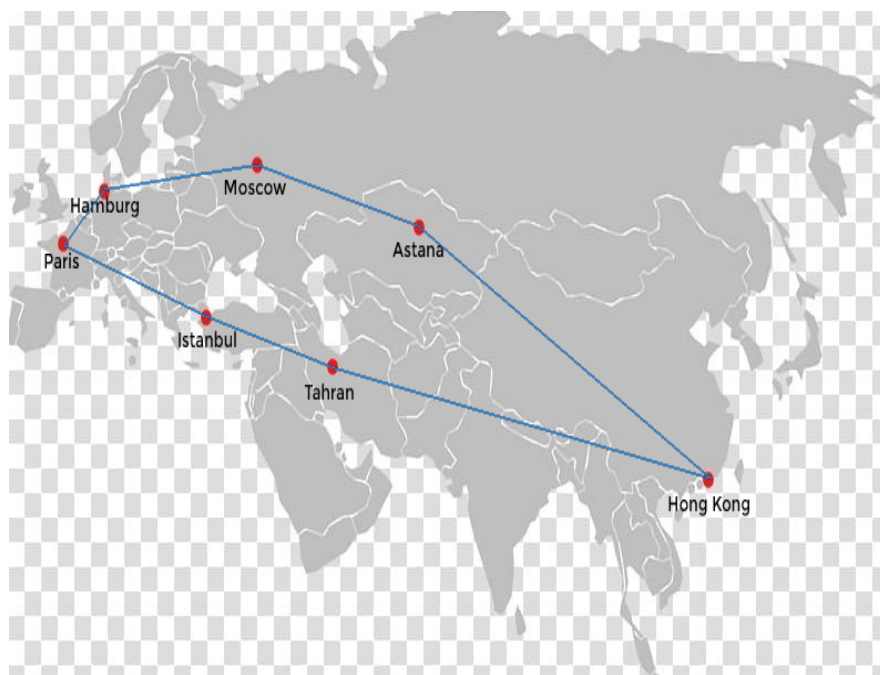 Moscow
Hamburg
Astana
Paris
Istanbul
Tahran
Hong Kong